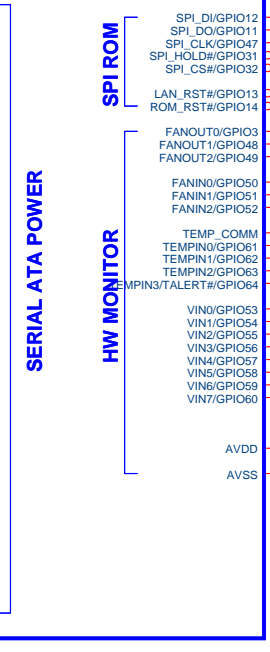 SPI_DI/GPIO12
SPI_DO/GPIO11
SPI_CLK/GPIO47
SPI_HOLD#/GPIO31
SPI_CS#/GPIO32
LAN_RST#/GPIO13
ROM_RST#/GPIO14
SPI ROM
FANOUT0/GPIO3
FANOUT1/GPIO48
FANOUT2/GPIO49
FANIN0/GPIO50
FANIN1/GPIO51
FANIN2/GPIO52
TEMP_COMM
TEMPIN0/GPIO61
TEMPIN1/GPIO62
TEMPIN2/GPIO63
TEMPIN3/TALERT#/GPIO64
VIN0/GPIO53
VIN1/GPIO54
VIN2/GPIO55
VIN3/GPIO56
VIN4/GPIO57
VIN5/GPIO58
VIN6/GPIO59
VIN7/GPIO60
AVDD
AVSS
HW MONITOR
SERIAL ATA POWER